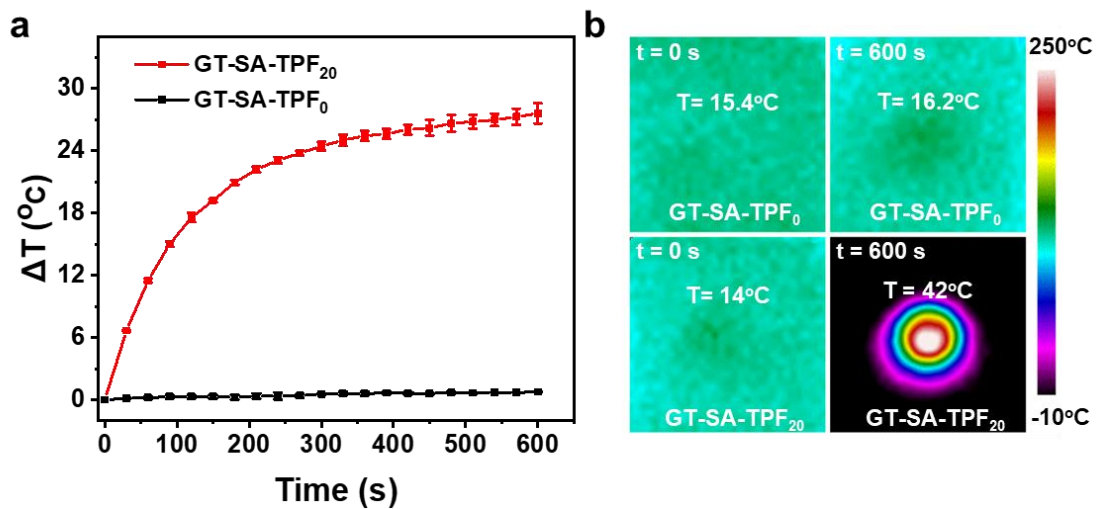 a
GT-SA-TPF₂₀
GT-SA-TPF₀
ΔT (°C)
30
24
18
12
6
0
0 100 200 300 400 500 600
Time (s)
b
t = 0 s
T= 15.4°C
GT-SA-TPF₀
t = 600 s
T= 16.2°C
GT-SA-TPF₀
t = 0 s
T= 14°C
GT-SA-TPF₂₀
t = 600 s
T = 42°C
GT-SA-TPF₂₀
250°C
-10°C